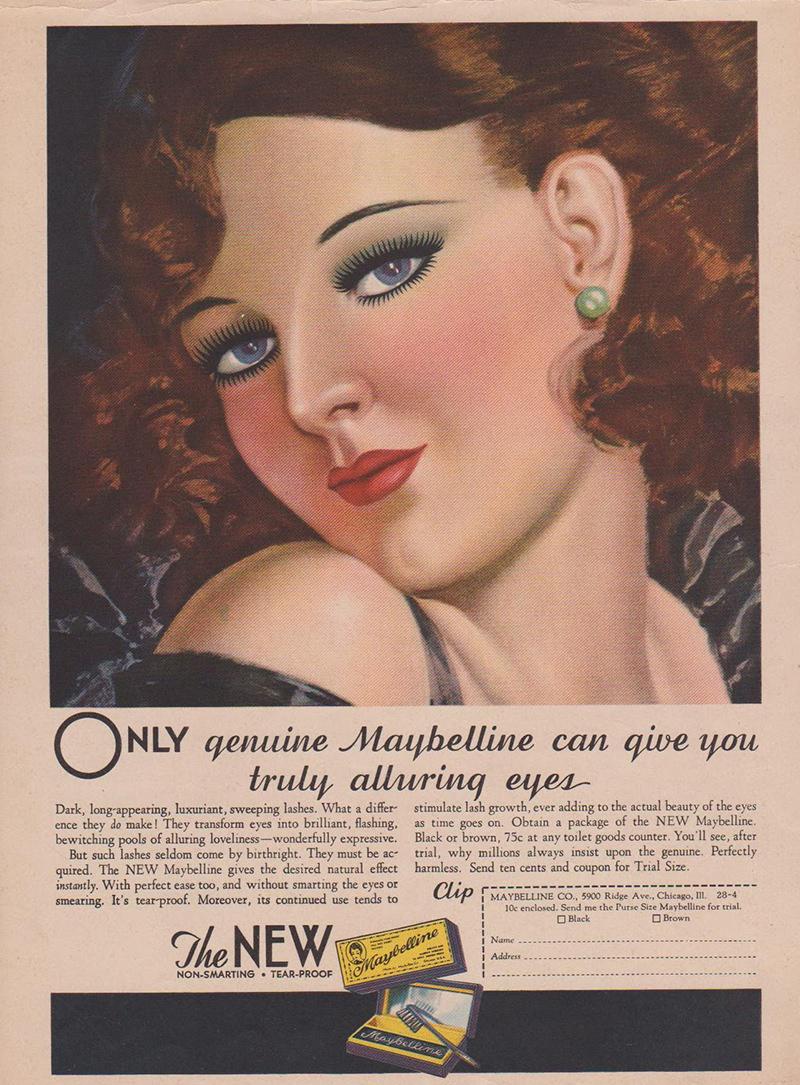 ONLY genuine Maybelline can give you
truly alluring eyes
Dark, long-appearing, luxuriant, sweeping lashes. What a differ-
ence they do make! They transform eyes into brilliant, flashing,
bewitching pools of alluring loveliness—wonderfully expressive.
But such lashes seldom come by birthright. They must be ac-
quired. The NEW Maybelline gives the desired natural effect
instantly. With perfect ease too, and without smarting the eyes or
smearing. It's tear-proof. Moreover, its continued use tends to
stimulate lash growth, ever adding to the actual beauty of the eyes
as time goes on. Obtain a package of the NEW Maybelline.
Black or brown, 75c at any toilet goods counter. You'll see, after
trial, why millions always insist upon the genuine. Perfectly
harmless. Send ten cents and coupon for Trial Size.
Clip
MAYBELLINE CO., 5900 Ridge Ave., Chicago, Ill. 28-4
10c enclosed. Send me the Purse Size Maybelline for trial.
Black Brown
Name
Address
The NEW
NON-SMARTING • TEAR-PROOF
Maybelline
Maybelline